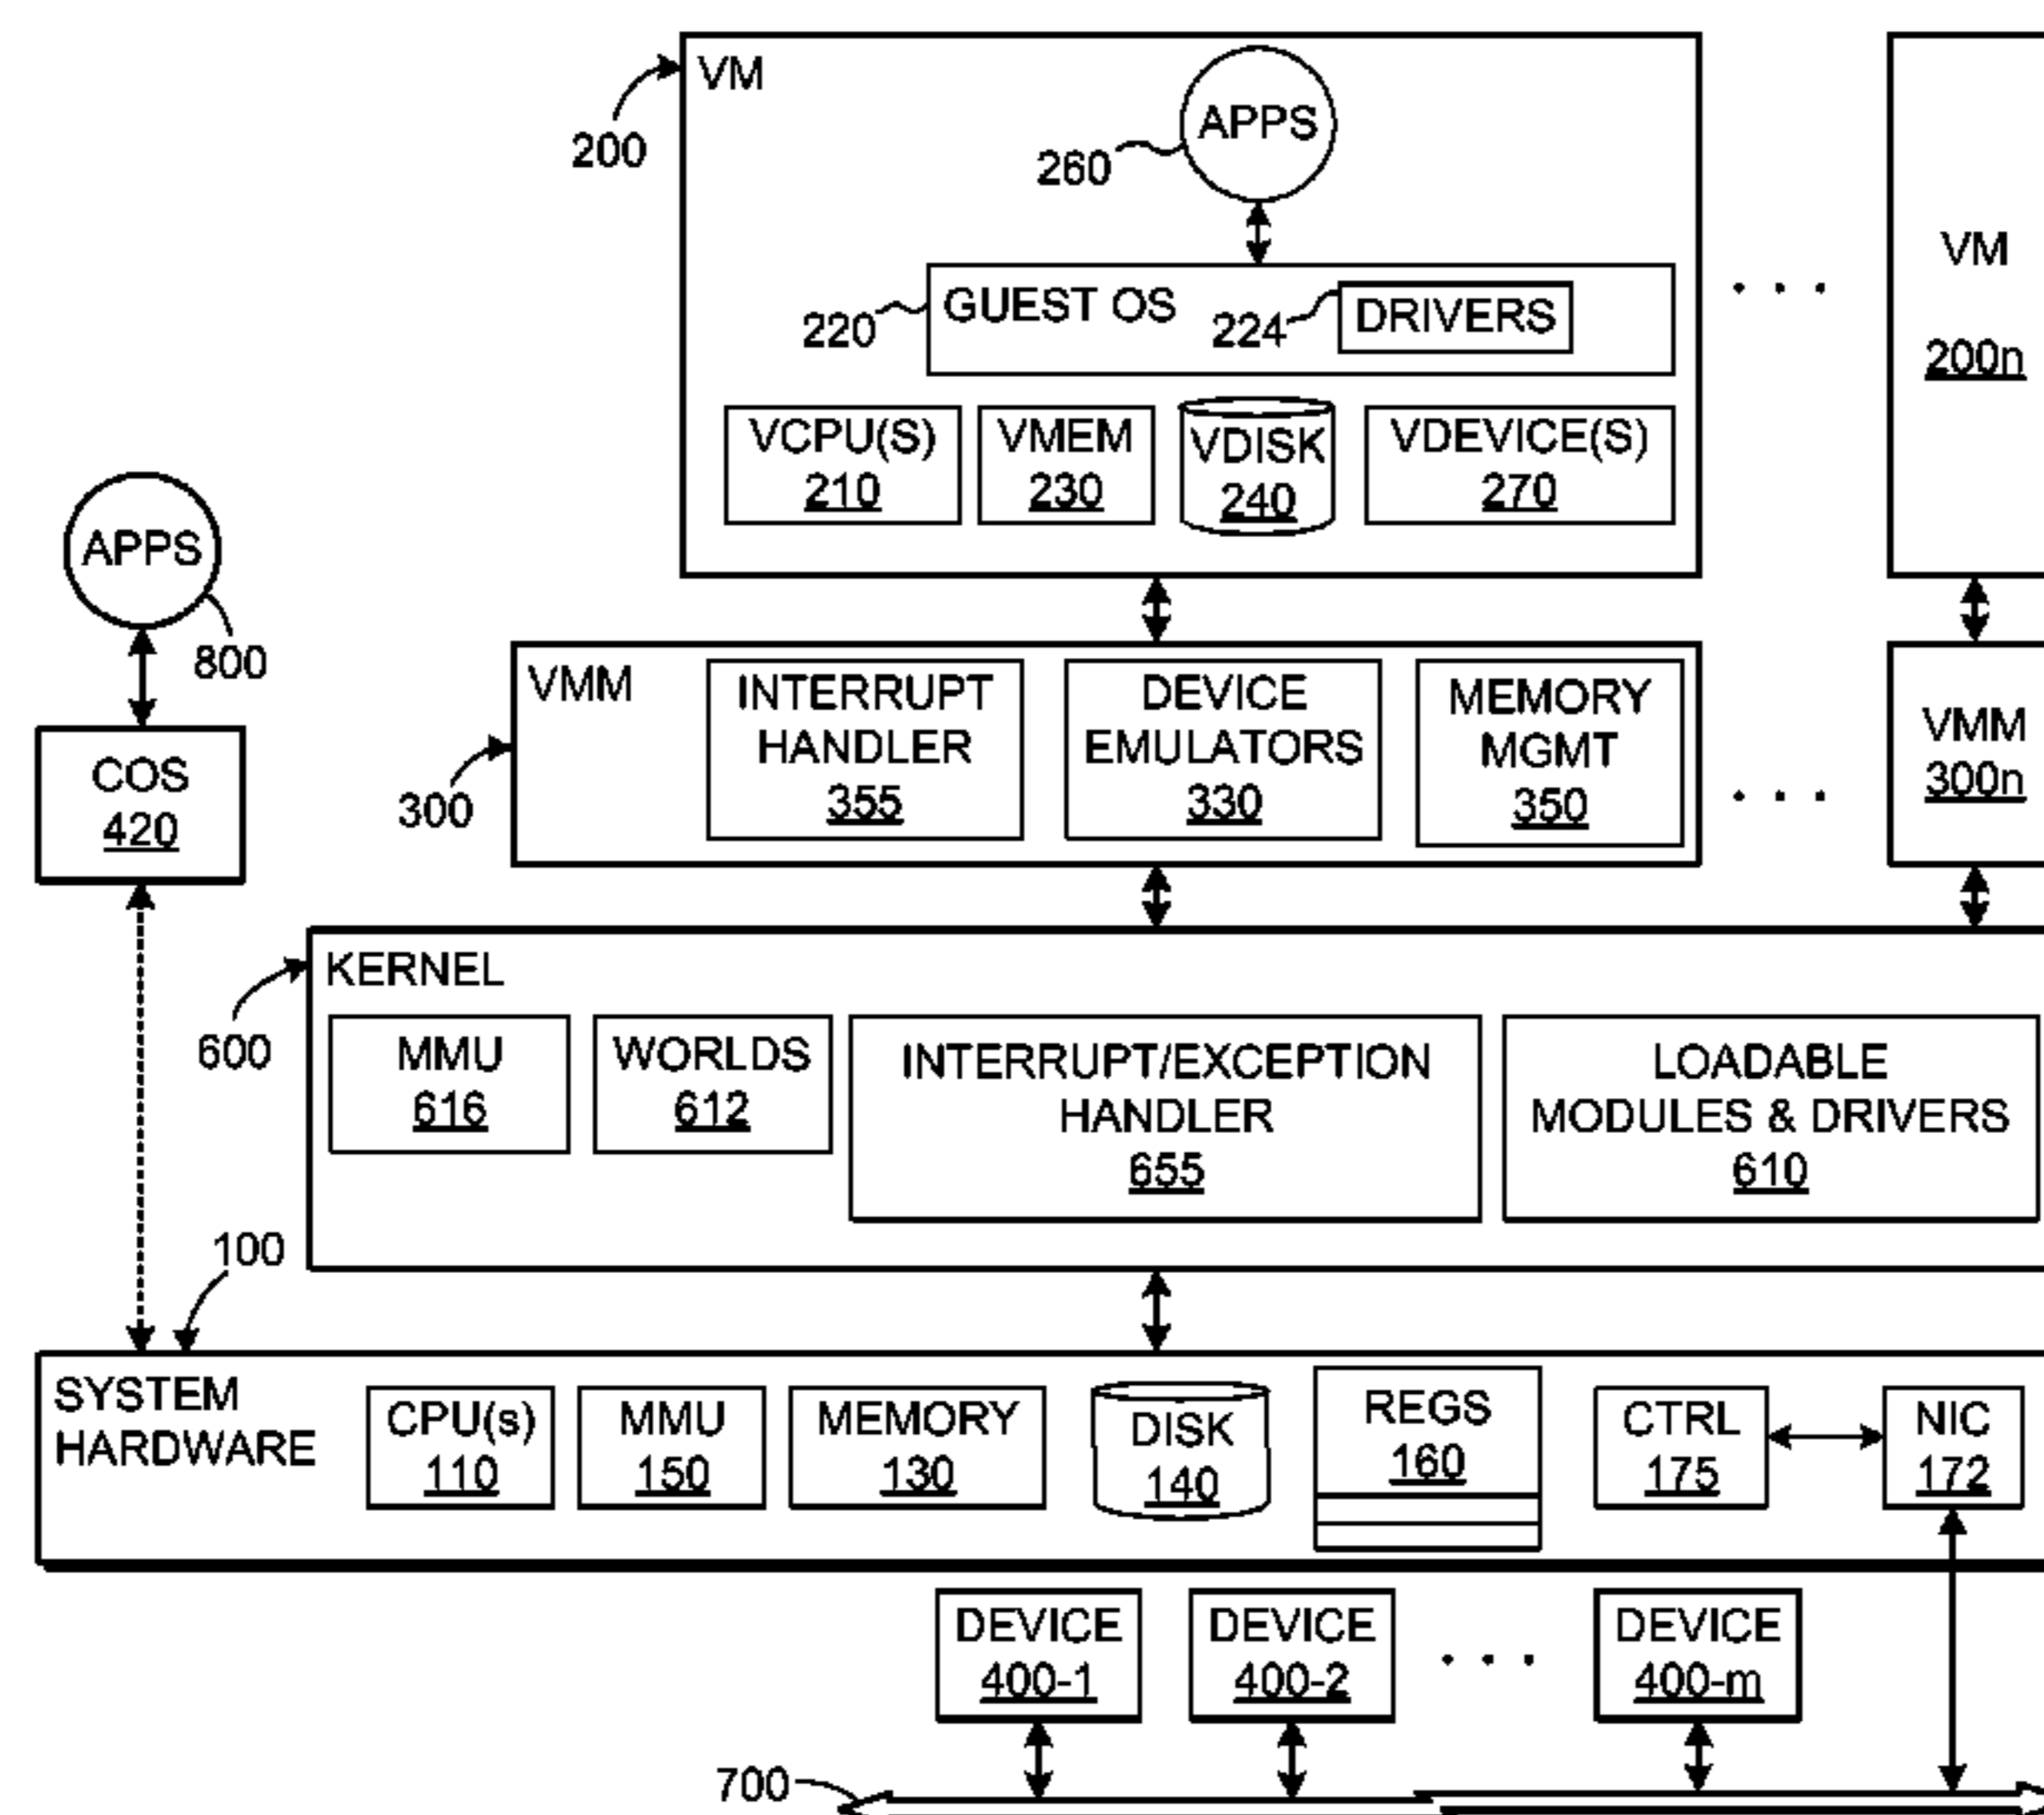 VM
200
APPS
260
GUEST OS
220
224
DRIVERS
VCPU(S)
210
VMEM
230
VDISK
240
VDEVICE(S)
270
. . .
VM
200n
APPS
800
COS
420
VMM
300
INTERRUPT
HANDLER
355
DEVICE
EMULATORS
330
MEMORY
MGMT
350
. . .
VMM
300n
KERNEL
600
MMU
616
WORLDS
612
INTERRUPT/EXCEPTION
HANDLER
655
LOADABLE
MODULES & DRIVERS
610
100
SYSTEM
HARDWARE
CPU(s)
110
MMU
150
MEMORY
130
DISK
140
REGS
160
CTRL
175
NIC
172
DEVICE
400-1
DEVICE
400-2
. . .
DEVICE
400-m
700